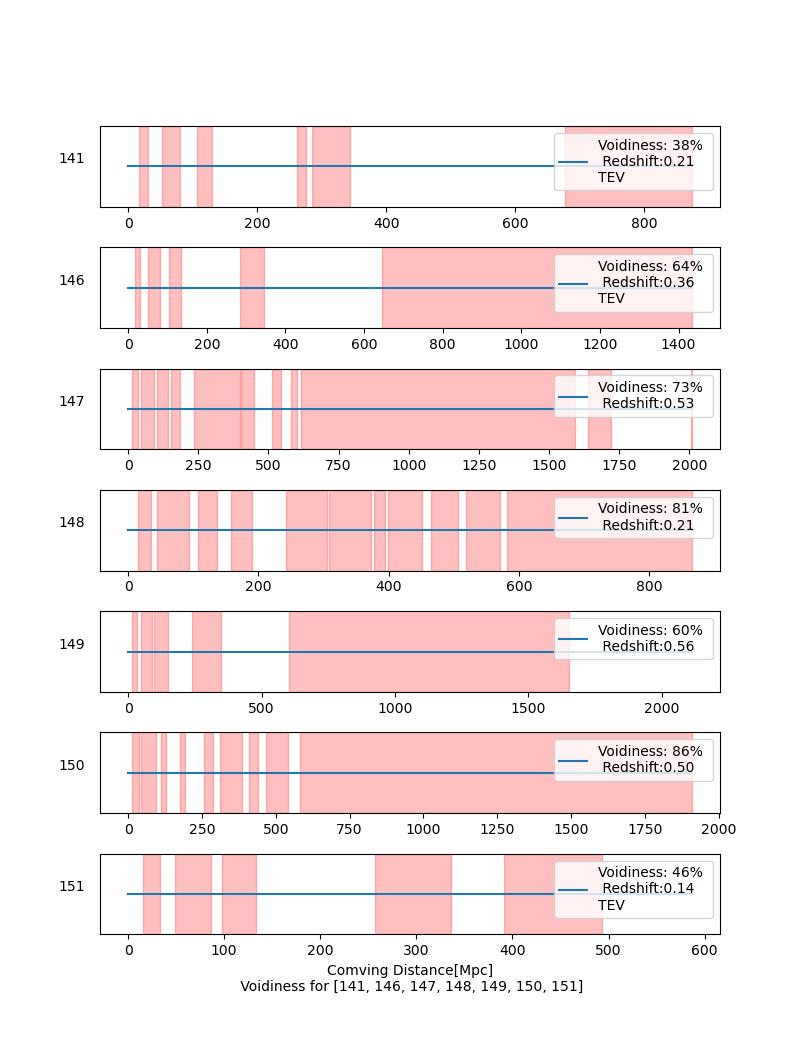 141
Voidiness: 38%
Redshift:0.21
TEV
0 200 400 600 800
146
Voidiness: 64%
Redshift:0.36
TEV
0 200 400 600 800 1000 1200 1400
147
Voidiness: 73%
Redshift:0.53
0 250 500 750 1000 1250 1500 1750 2000
148
Voidiness: 81%
Redshift:0.21
0 200 400 600 800
149
Voidiness: 60%
Redshift:0.56
0 500 1000 1500 2000
150
Voidiness: 86%
Redshift:0.50
0 250 500 750 1000 1250 1500 1750 2000
151
Voidiness: 46%
Redshift:0.14
TEV
0 100 200 300 400 500 600
Comving Distance[Mpc]
Voidiness for [141, 146, 147, 148, 149, 150, 151]